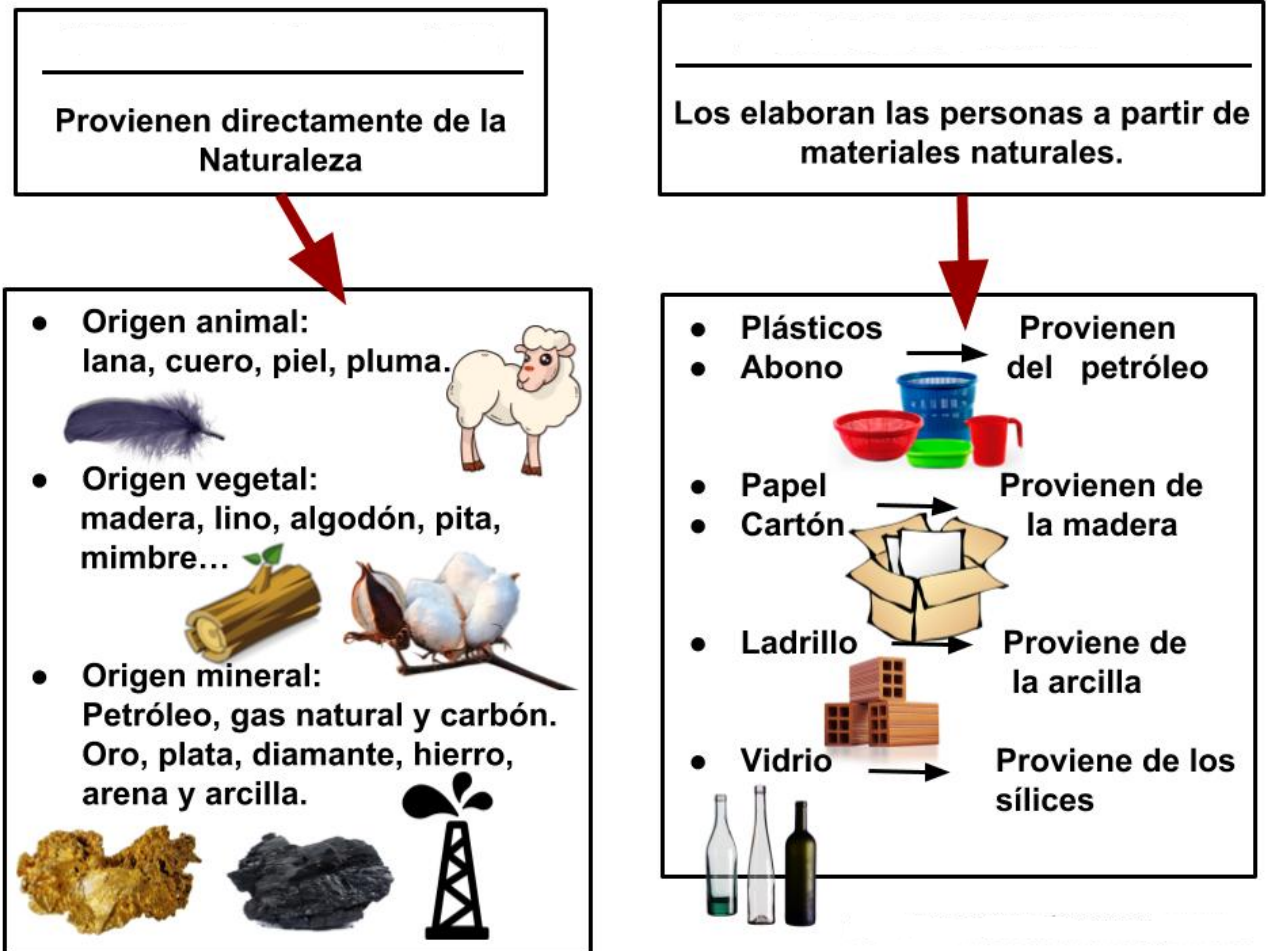 Provienen directamente de la
Naturaleza
Los elaboran las personas a partir de
materiales naturales.
● Origen animal:
lana, cuero, piel, pluma.
● Origen vegetal:
madera, lino, algodón, pita,
mimbre…
● Origen mineral:
Petróleo, gas natural y carbón.
Oro, plata, diamante, hierro,
arena y arcilla.
● Plásticos Provienen
● Abono del petróleo
● Papel Provienen de
● Cartón la madera
● Ladrillo Proviene de
la arcilla
● Vidrio Proviene de los
sílices